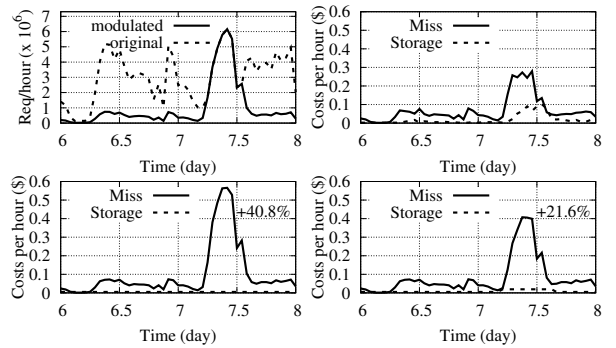 Req/hour(x 10^6)
7
6
5
4
3
2
1
0
modulated
original
6 6.5 7 7.5 8
Time (day)
Costs per hour ($)
0.6
0.5
0.4
0.3
0.2
0.1
0
Miss
Storage
6 6.5 7 7.5 8
Time (day)
Costs per hour ($)
0.6
0.5
0.4
0.3
0.2
0.1
0
Miss
Storage
+40.8%
6 6.5 7 7.5 8
Time (day)
Costs per hour ($)
0.6
0.5
0.4
0.3
0.2
0.1
0
Miss
Storage
+21.6%
6 6.5 7 7.5 8
Time (day)